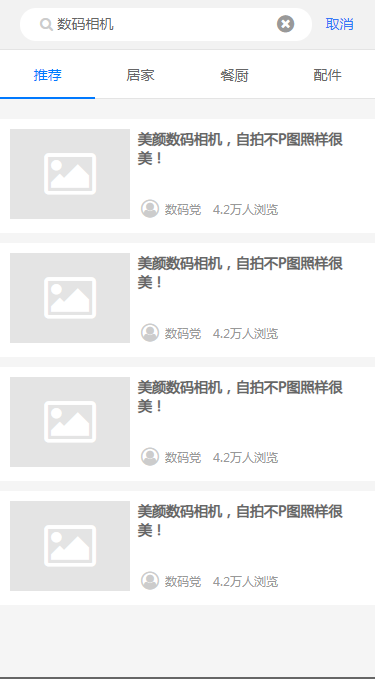 数码相机 取消
推荐 居家 餐厨 配件
美颜数码相机，自拍不P图照样很
美！
数码党 4.2万人浏览
美颜数码相机，自拍不P图照样很
美！
数码党 4.2万人浏览
美颜数码相机，自拍不P图照样很
美！
数码党 4.2万人浏览
美颜数码相机，自拍不P图照样很
美！
数码党 4.2万人浏览